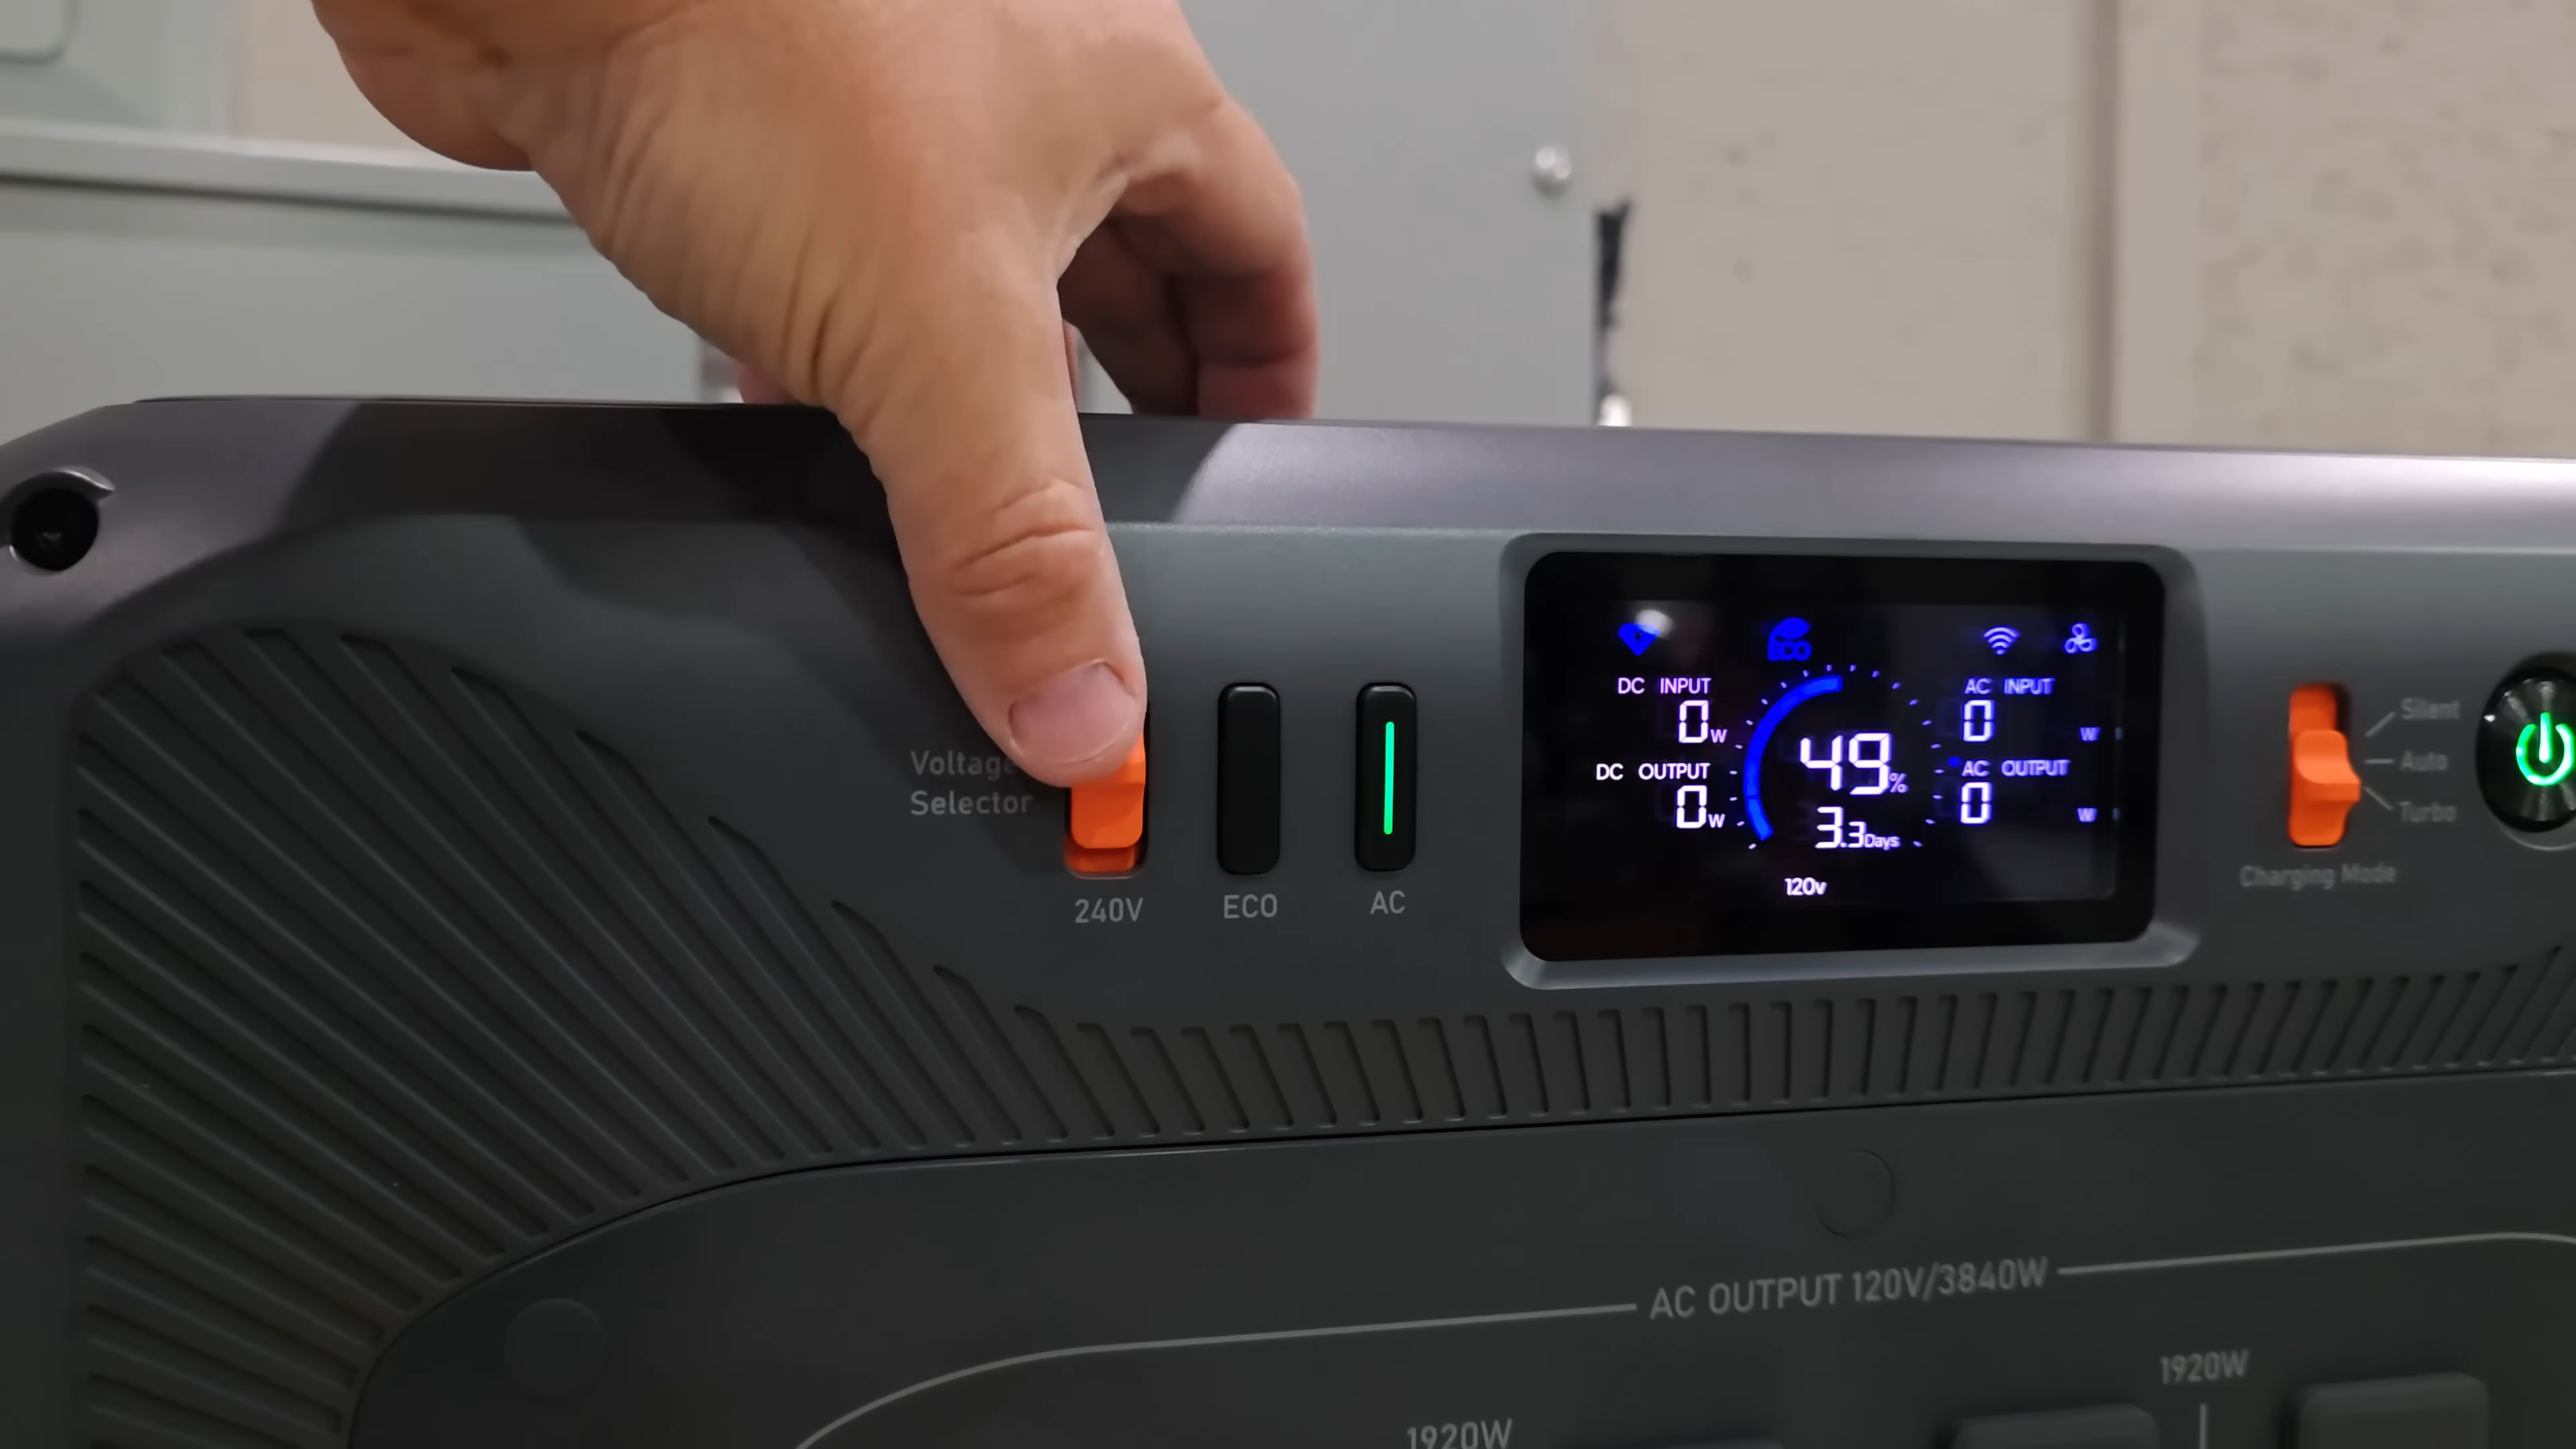 Voltage
Selector
240V
ECO
AC
ECO
DC INPUT
0W
DC OUTPUT
0W
49%
3.3Days
120v
AC INPUT
0 W
AC OUTPUT
0 W
Silent
Auto
Turbo
Charging Mode
AC OUTPUT 120V/3840W
1920W
1920W